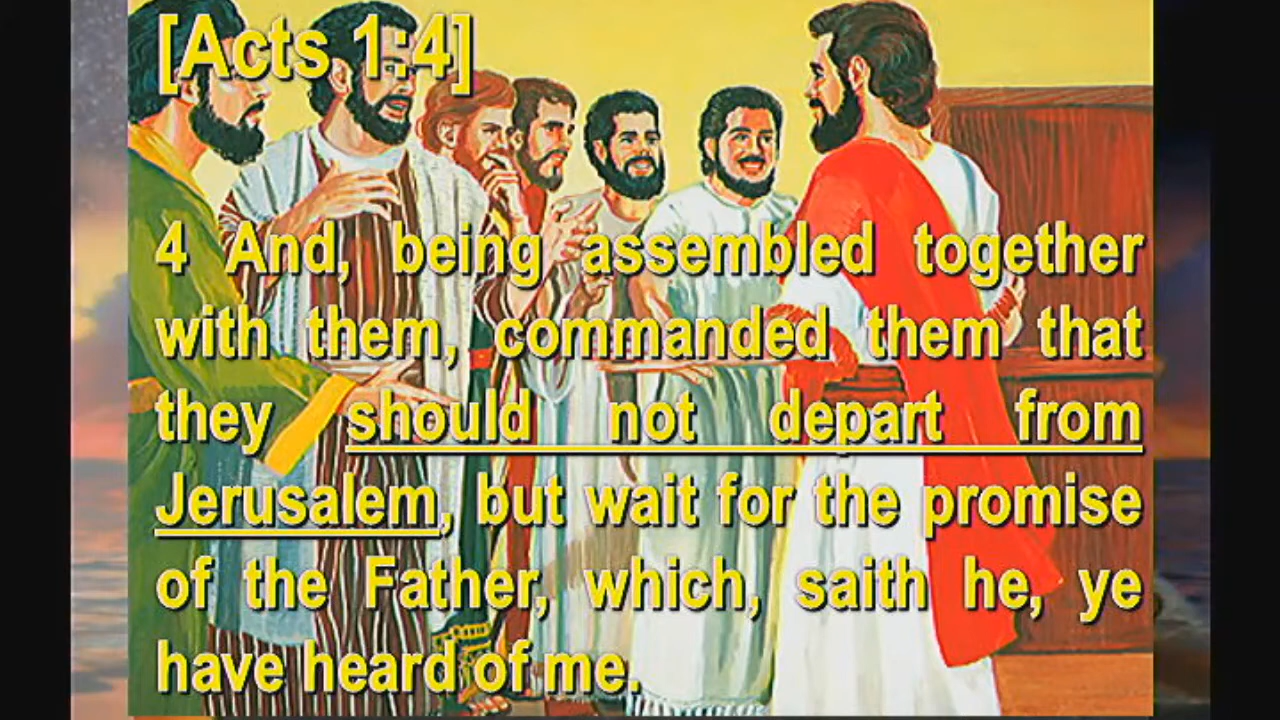 [Acts 1:4]
4 And, being assembled together
with them, commanded them that
they should not depart from
Jerusalem, but wait for the promise
of the Father, which, saith he, ye
have heard of me.